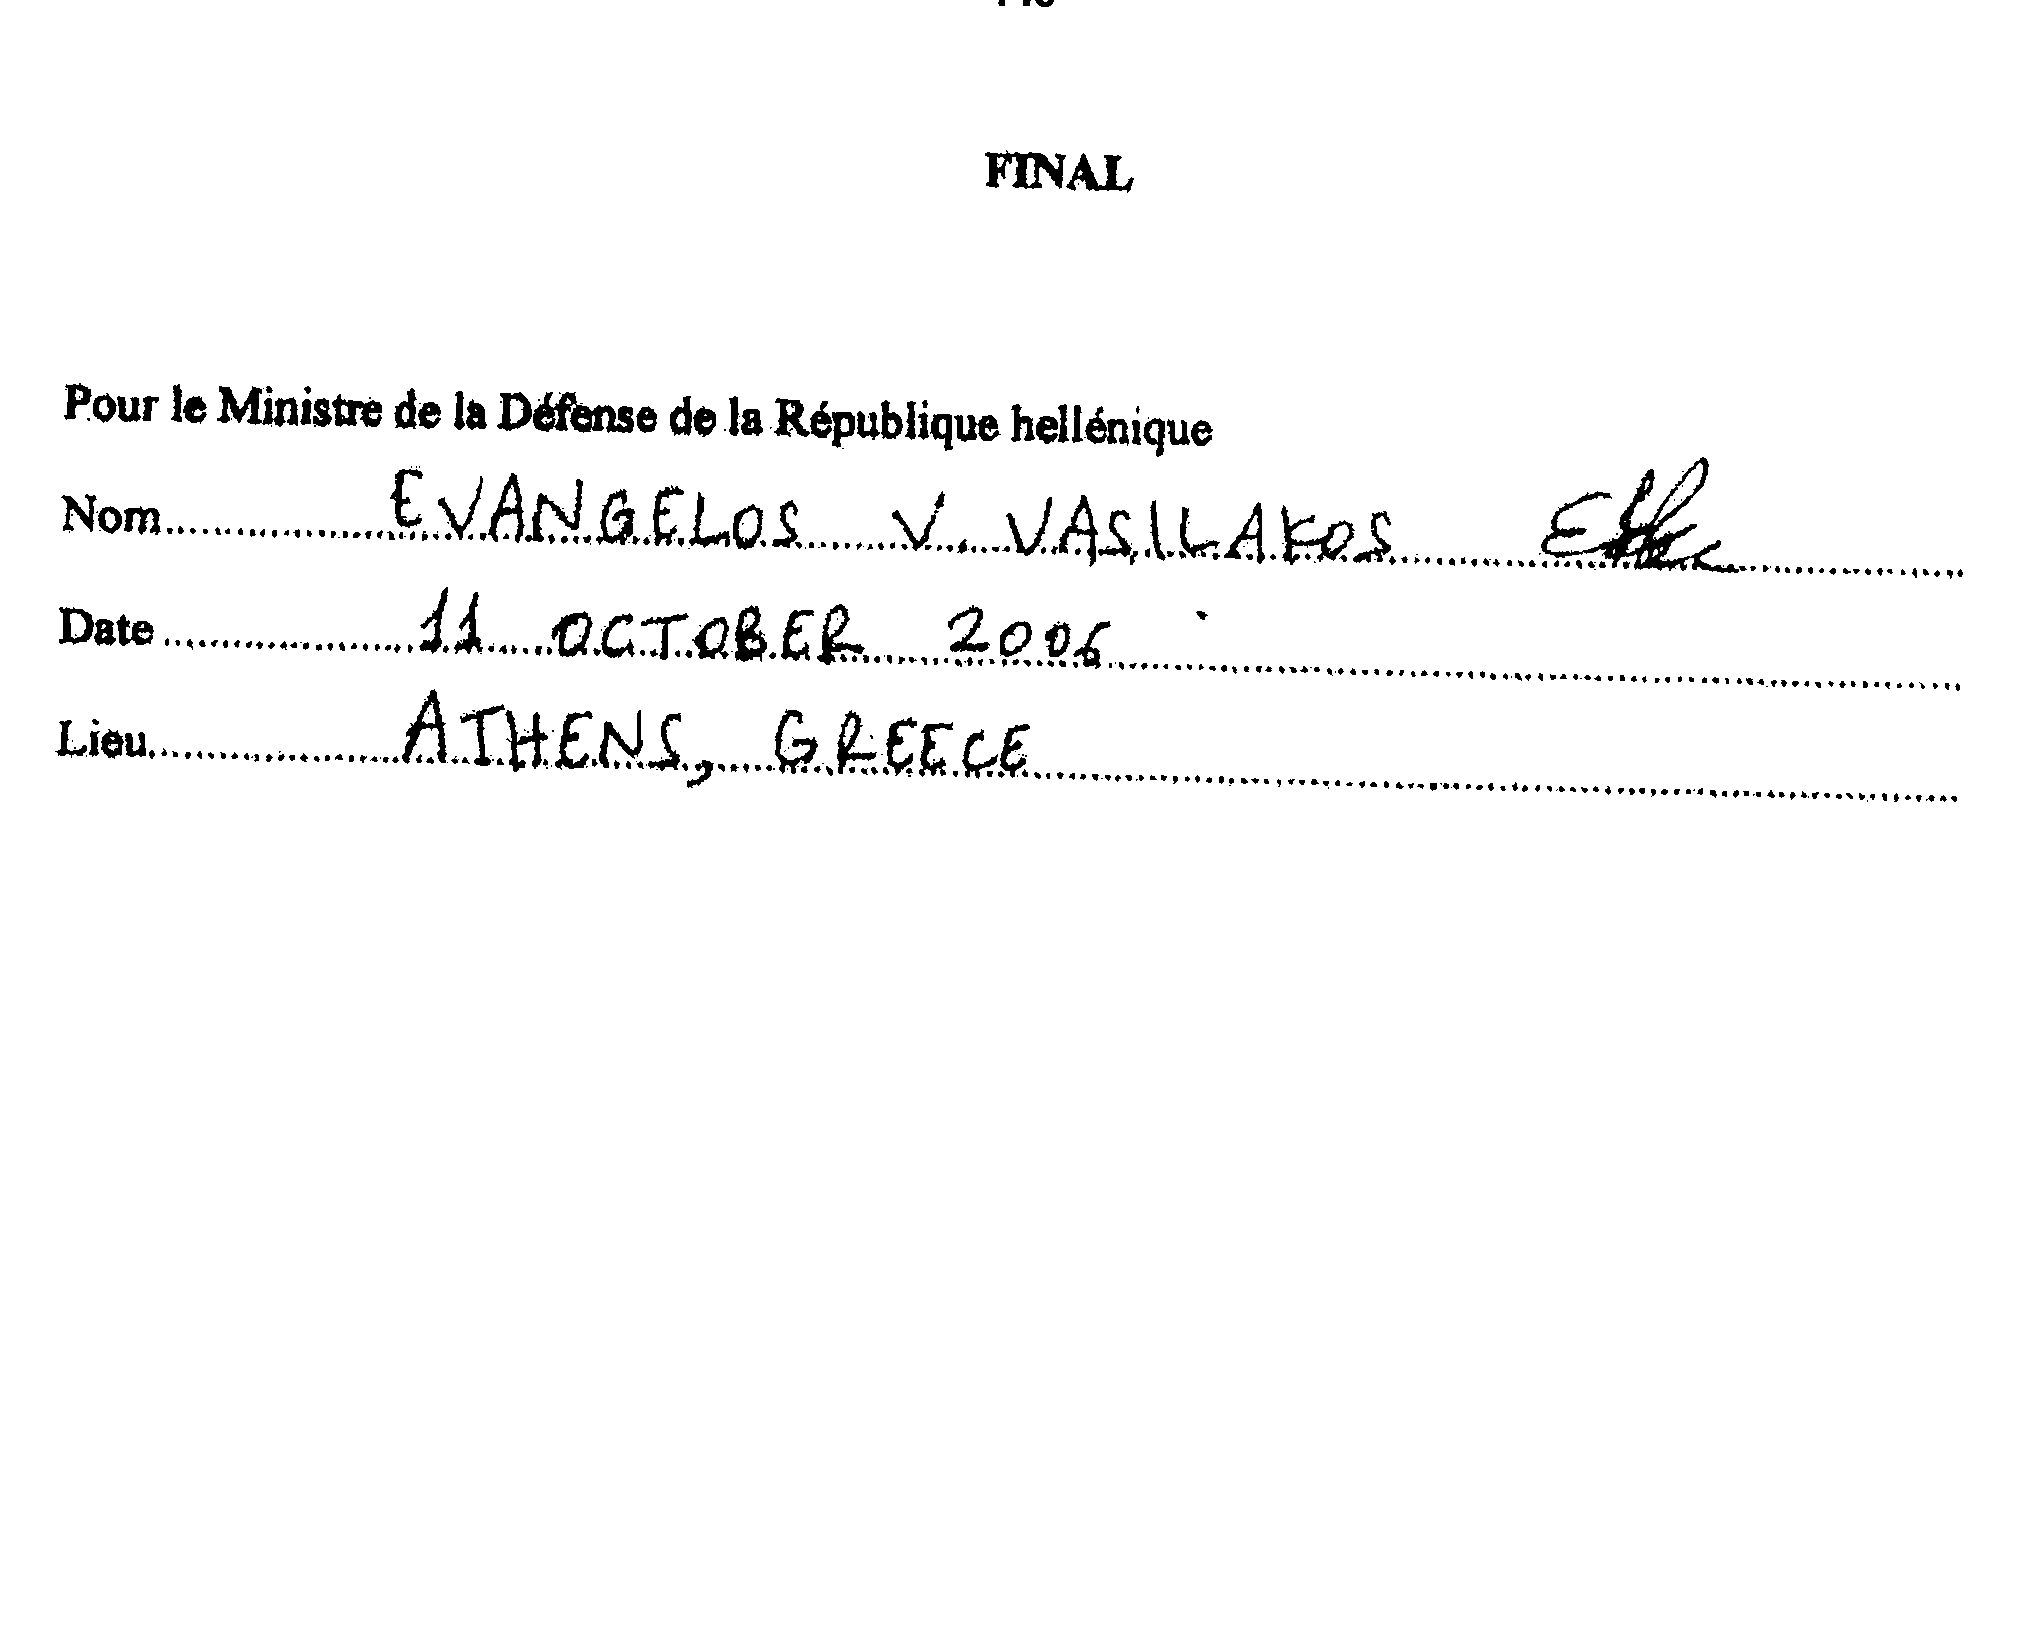 FINAL
Pour le Ministre de la Défense de la République hellénique
Nom EVANGELOS V. VASILAKOS
Date 11 OCTOBER 2006
Lieu ATHENS, GREECE